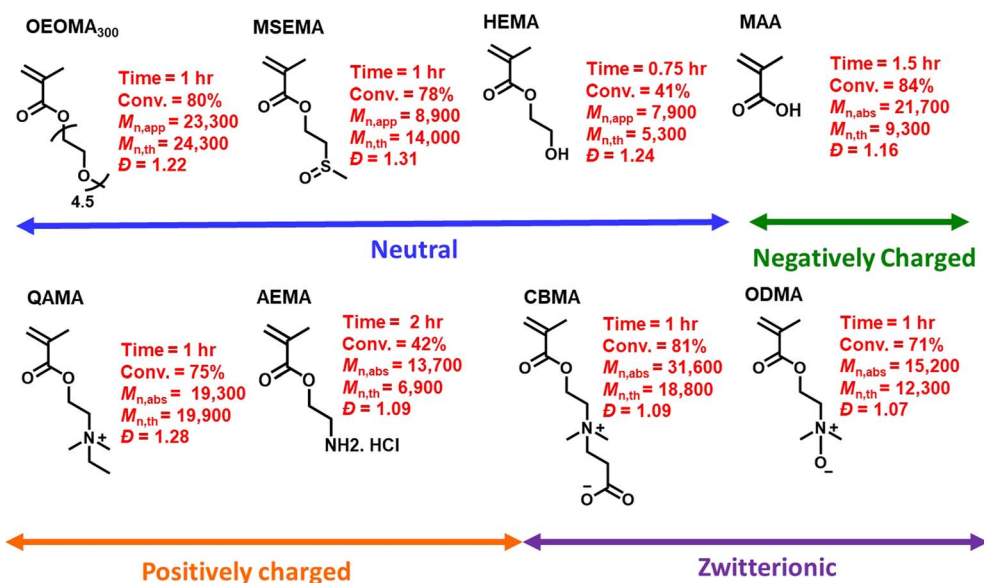 OEOMA300
Time = 1 hr
Conv. = 80%
Mn,app = 23,300
Mn,th = 24,300
Đ = 1.22
O
O
O
4.5
MSEMA
Time = 1 hr
Conv. = 78%
Mn,app = 8,900
Mn,th = 14,000
Đ = 1.31
O
O
O
S
HEMA
Time = 0.75 hr
Conv. = 41%
Mn,app = 7,900
Mn,th = 5,300
Đ = 1.24
O
O
OH
MAA
Time = 1.5 hr
Conv. = 84%
Mn,abs = 21,700
Mn,th = 9,300
Đ = 1.16
O
OH
Neutral
Negatively Charged
QAMA
Time = 1 hr
Conv. = 75%
Mn,abs = 19,300
Mn,th = 19,900
Đ = 1.28
O
O
N+
AEMA
Time = 2 hr
Conv. = 42%
Mn,abs = 13,700
Mn,th = 6,900
Đ = 1.09
O
O
NH2. HCl
CBMA
Time = 1 hr
Conv. = 81%
Mn,abs = 31,600
Mn,th = 18,800
Đ = 1.09
O
O
N+
−O
O
ODMA
Time = 1 hr
Conv. = 71%
Mn,abs = 15,200
Mn,th = 12,300
Đ = 1.07
O
O
N+
O−
Positively charged
Zwitterionic